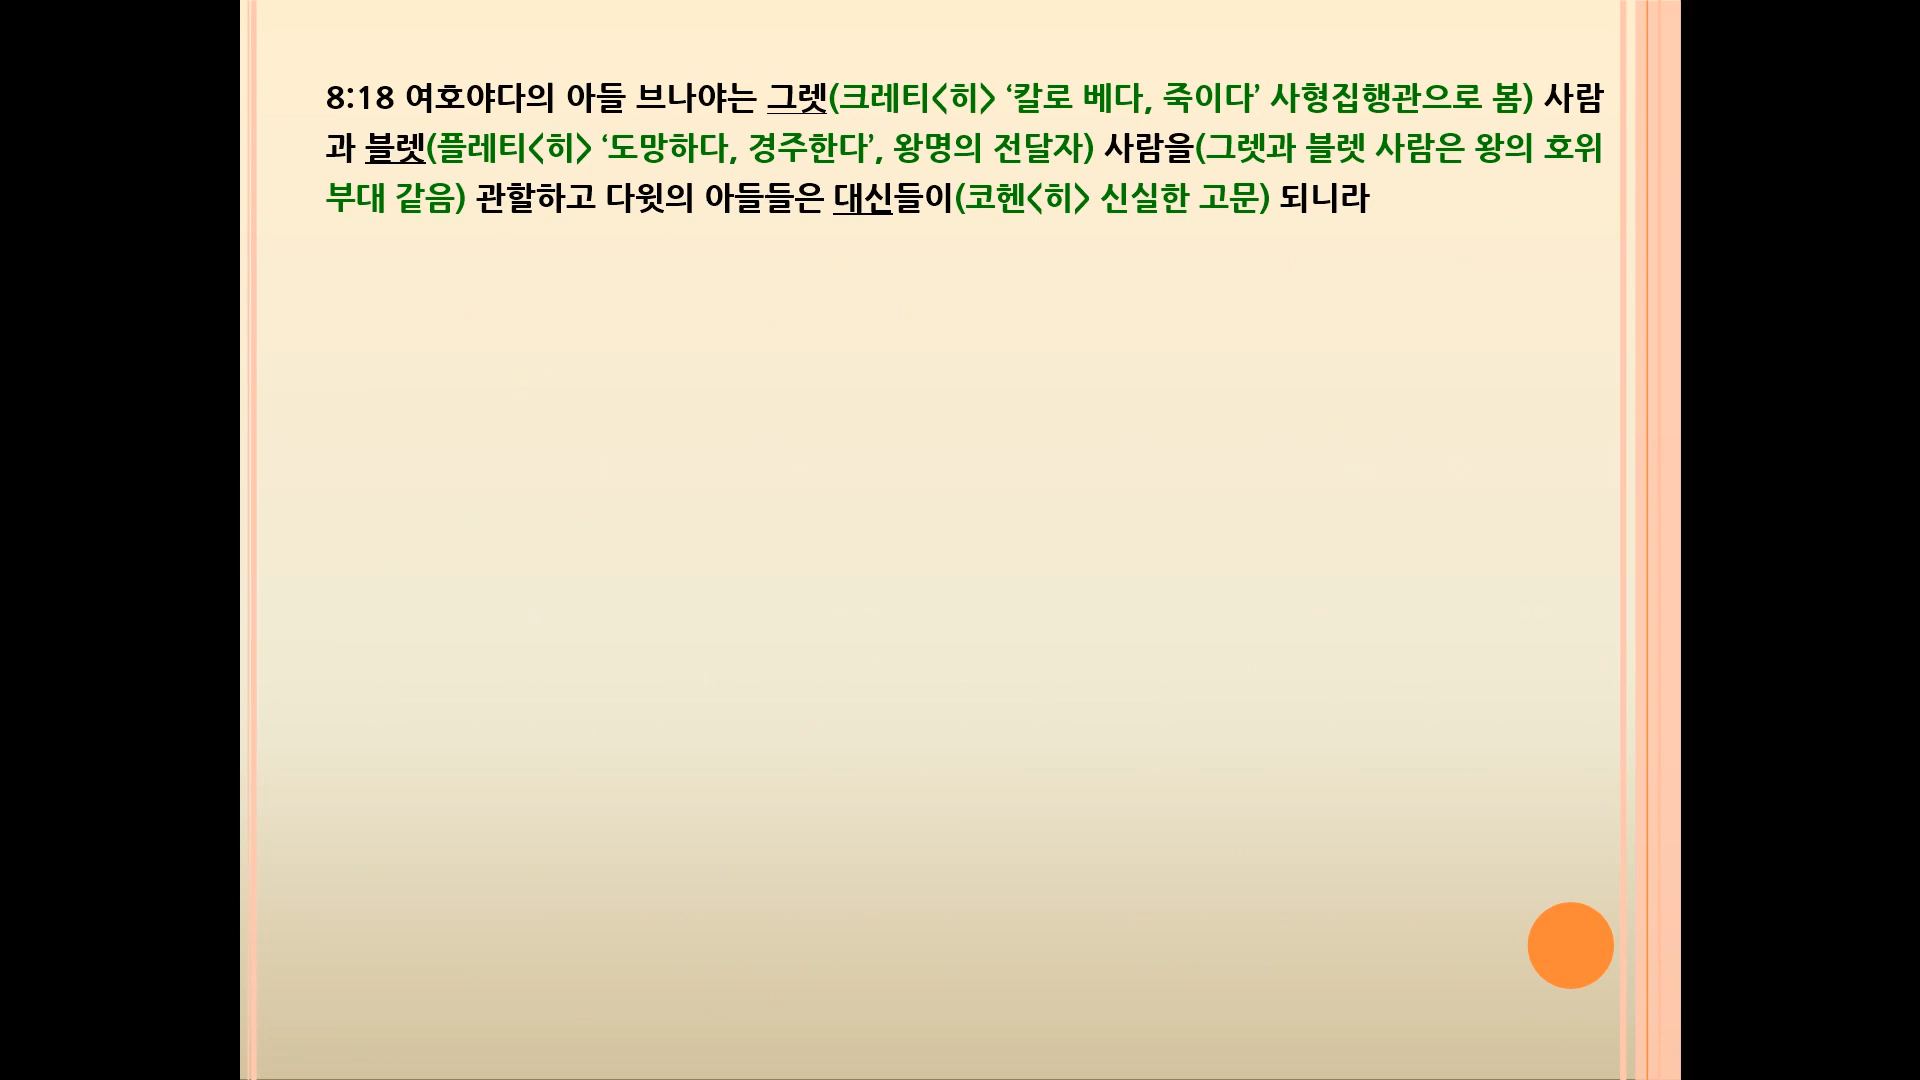 8:18 여호야다의 아들 브나야는 그렛(크레티<히> ‘칼로 베다, 죽이다’ 사형집행관으로 봄) 사람
과 블렛(플레티<히> ‘도망하다, 경주한다’, 왕명의 전달자) 사람을(그렛과 블렛 사람은 왕의 호위
부대 같음) 관할하고 다윗의 아들들은 대신들이(코헨<히> 신실한 고문) 되니라